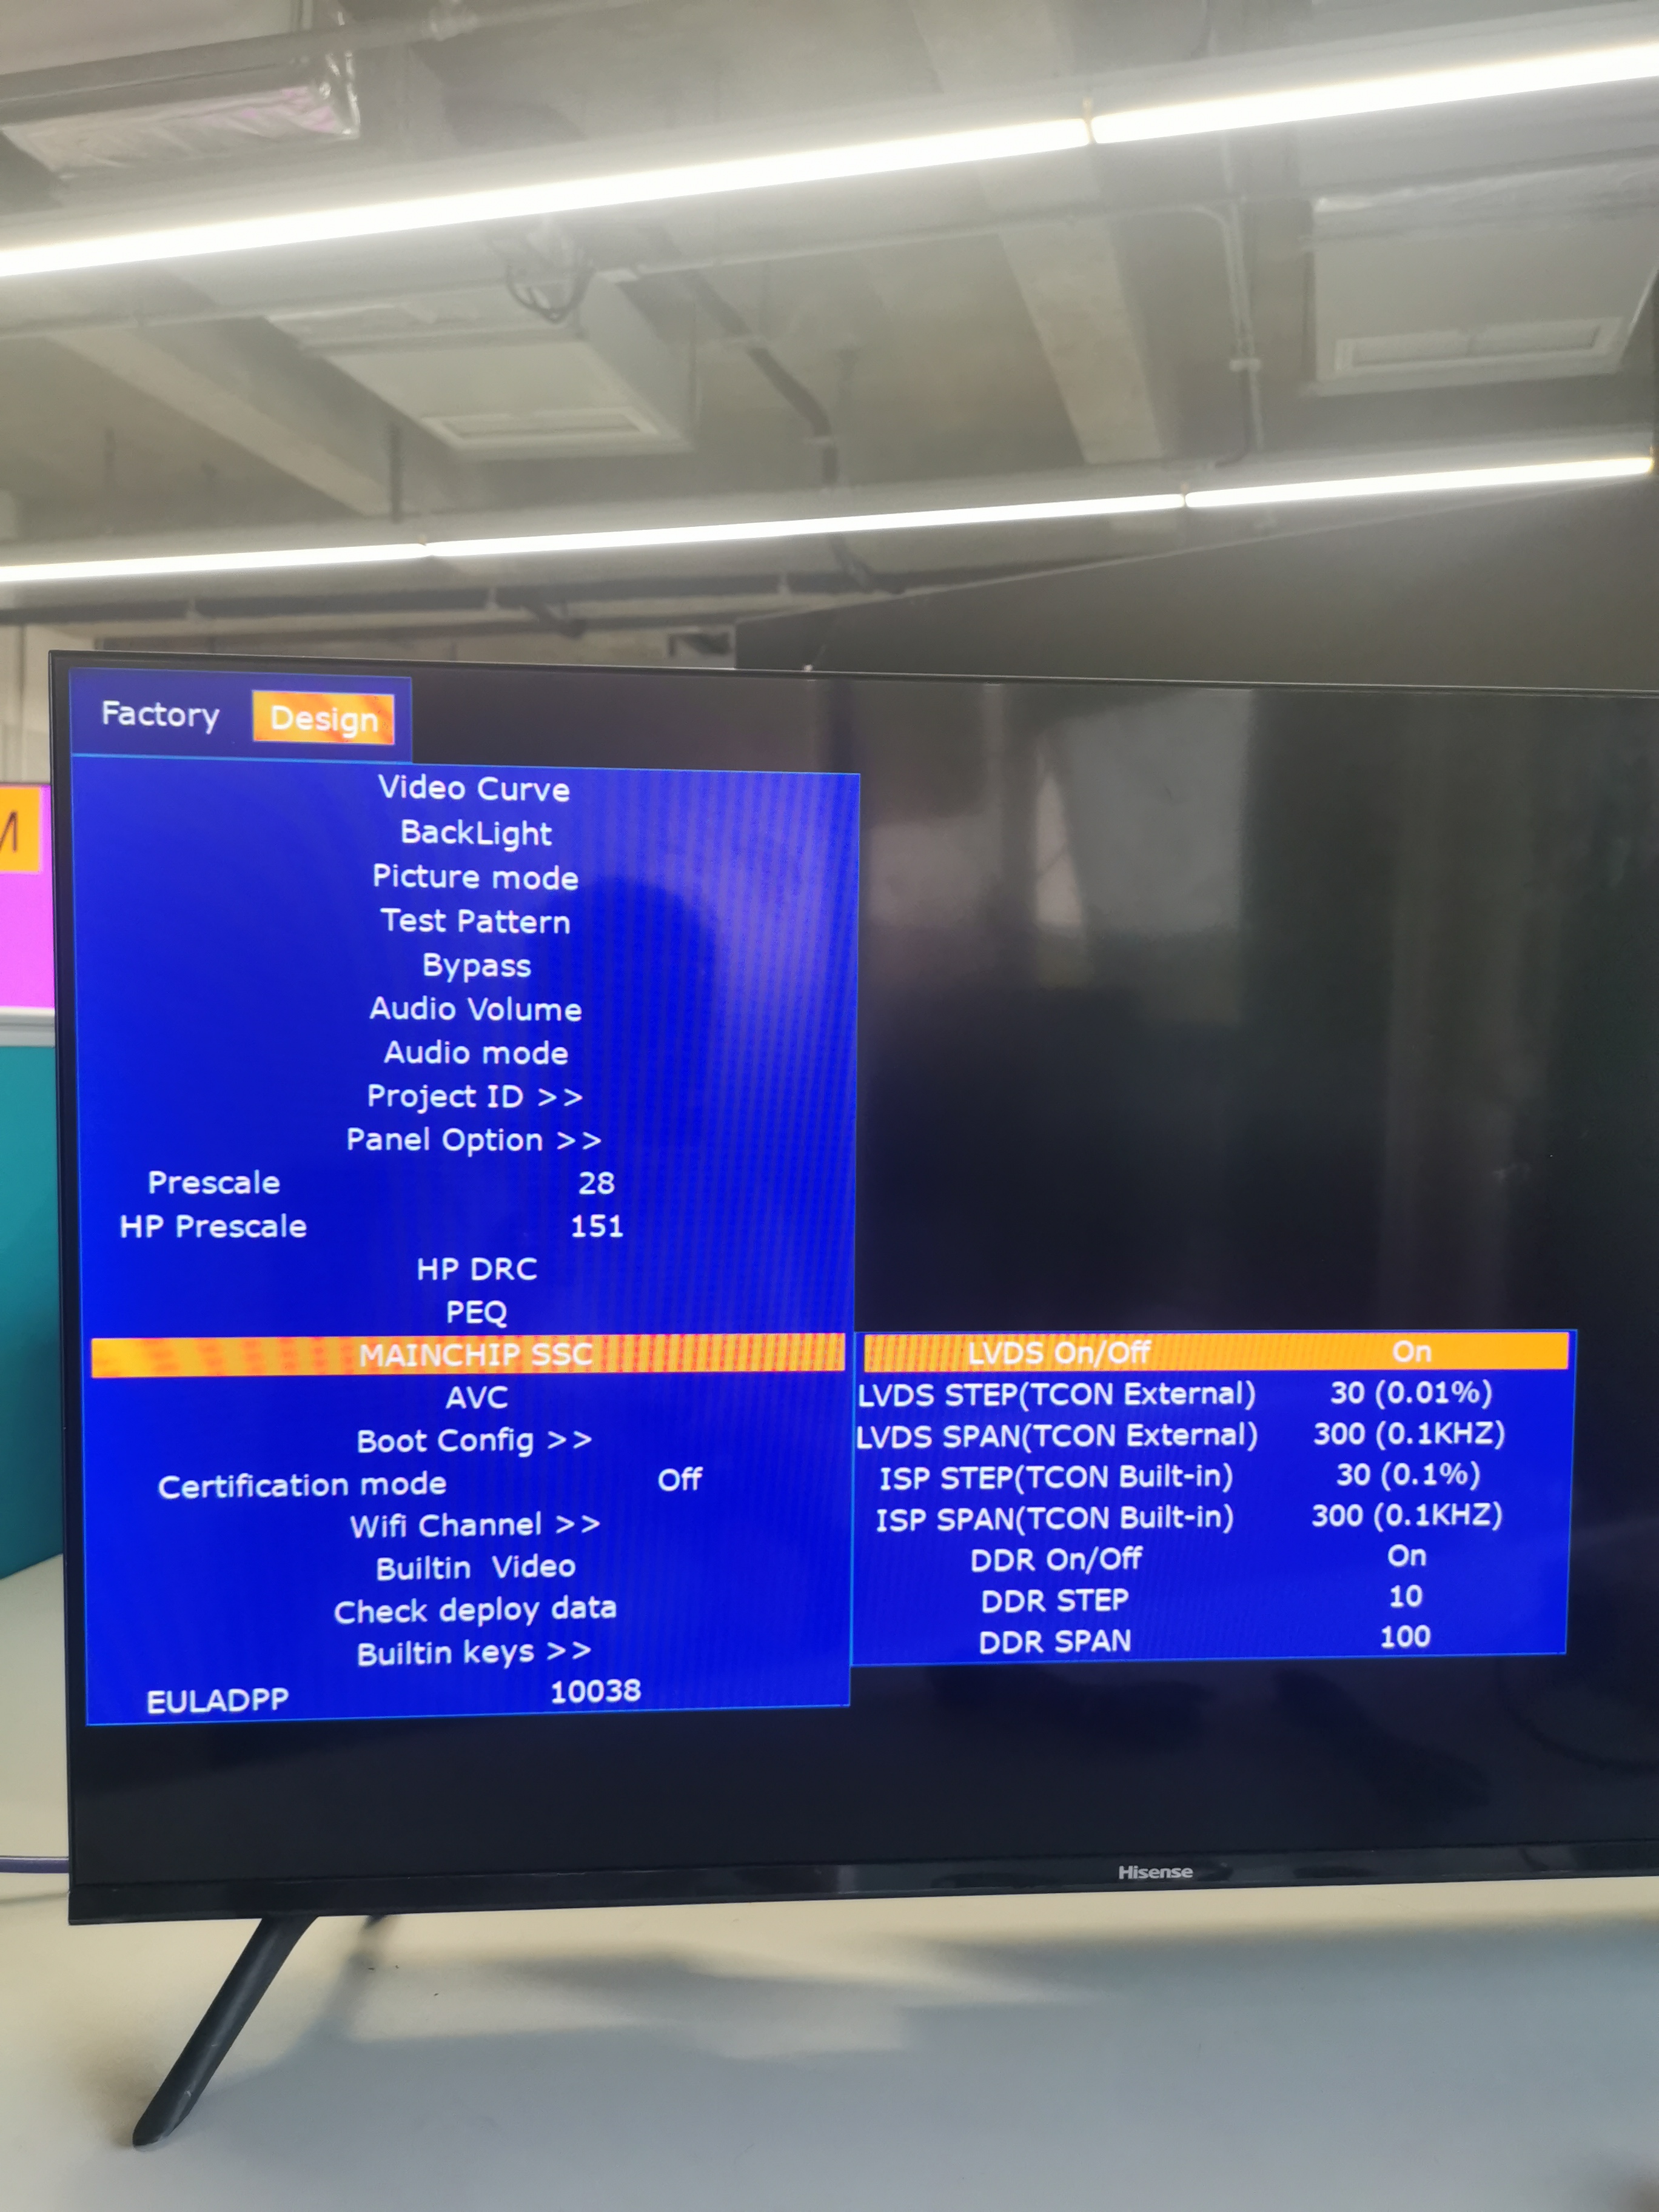 Factory Design
Video Curve
BackLight
Picture mode
Test Pattern
Bypass
Audio Volume
Audio mode
Project ID >>
Panel Option >>
Prescale 28
HP Prescale 151
HP DRC
PEQ
MAINCHIP SSC
AVC
Boot Config >>
Certification mode Off
Wifi Channel >>
Builtin Video
Check deploy data
Builtin keys >>
EULADPP 10038
LVDS On/Off On
LVDS STEP(TCON External) 30 (0.01%)
LVDS SPAN(TCON External) 300 (0.1KHZ)
ISP STEP(TCON Built-in) 30 (0.1%)
ISP SPAN(TCON Built-in) 300 (0.1KHZ)
DDR On/Off On
DDR STEP 10
DDR SPAN 100
Hisense